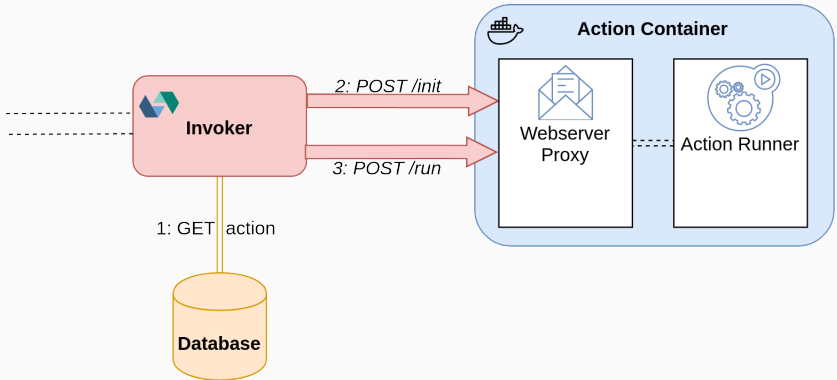 Action Container
2: POST /init
Invoker
Webserver
Proxy
Action Runner
3: POST /run
1: GET action
Database